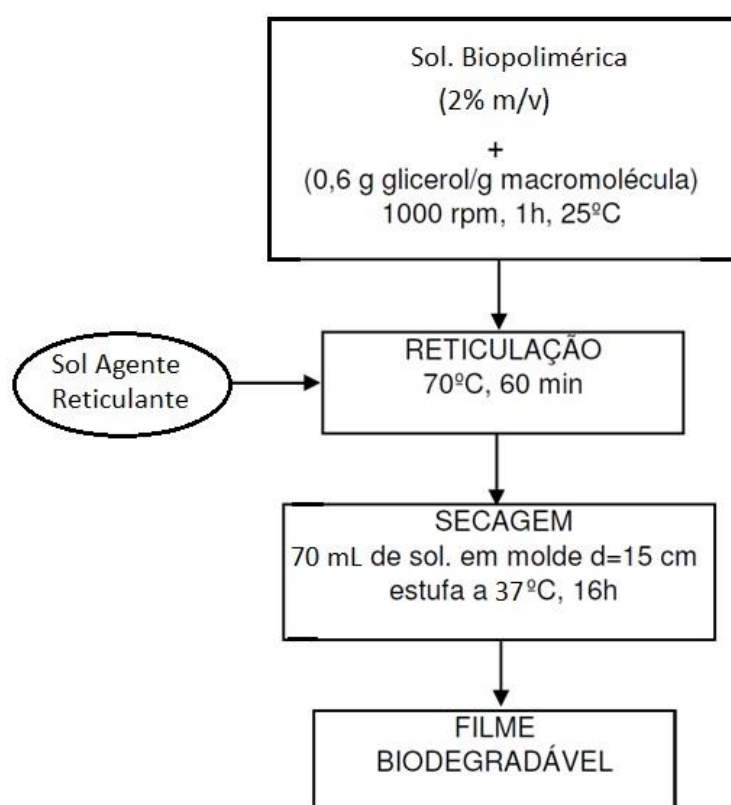 Sol. Biopolimérica
(2% m/v)
+
(0,6 g glicerol/g macromolécula)
1000 rpm, 1h, 25ºC
RETICULAÇÃO
70ºC, 60 min
Sol Agente
Reticulante
SECAGEM
70 mL de sol. em molde d=15 cm
estufa a 37ºC, 16h
FILME
BIODEGRADÁVEL